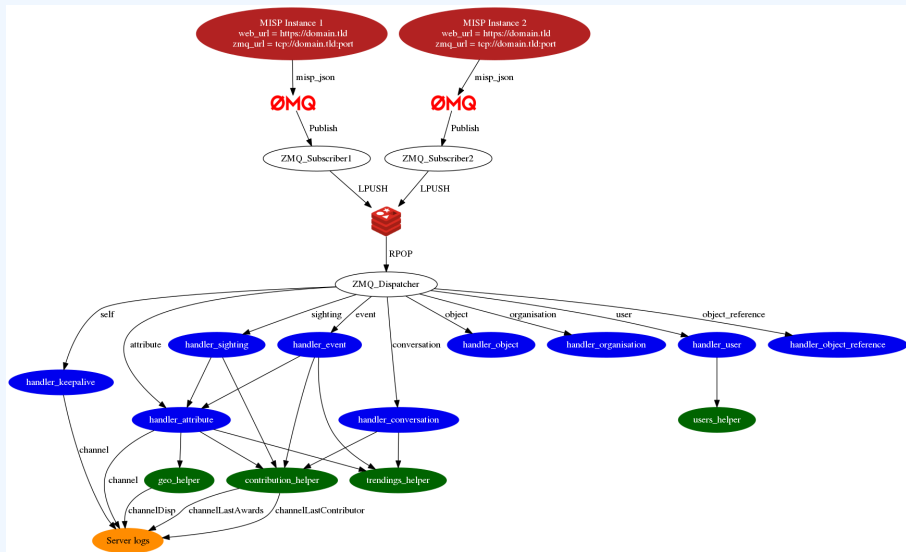 MISP Instance 1
web_url = https://domain.tld
zmq_url = tcp://domain.tld:port
MISP Instance 2
web_url = https://domain.tld
zmq_url = tcp://domain.tld:port
misp_json
misp_json
ØMQ
ØMQ
Publish
Publish
ZMQ_Subscriber1
ZMQ_Subscriber2
LPUSH
LPUSH
RPOP
ZMQ_Dispatcher
self
attribute
sighting
event
conversation
object
organisation
user
object_reference
handler_sighting
handler_event
handler_object
handler_organisation
handler_user
handler_object_reference
handler_keepalive
handler_attribute
handler_conversation
users_helper
channel
channel
geo_helper
contribution_helper
trendings_helper
channelDisp
channelLastAwards
channelLastContributor
Server logs